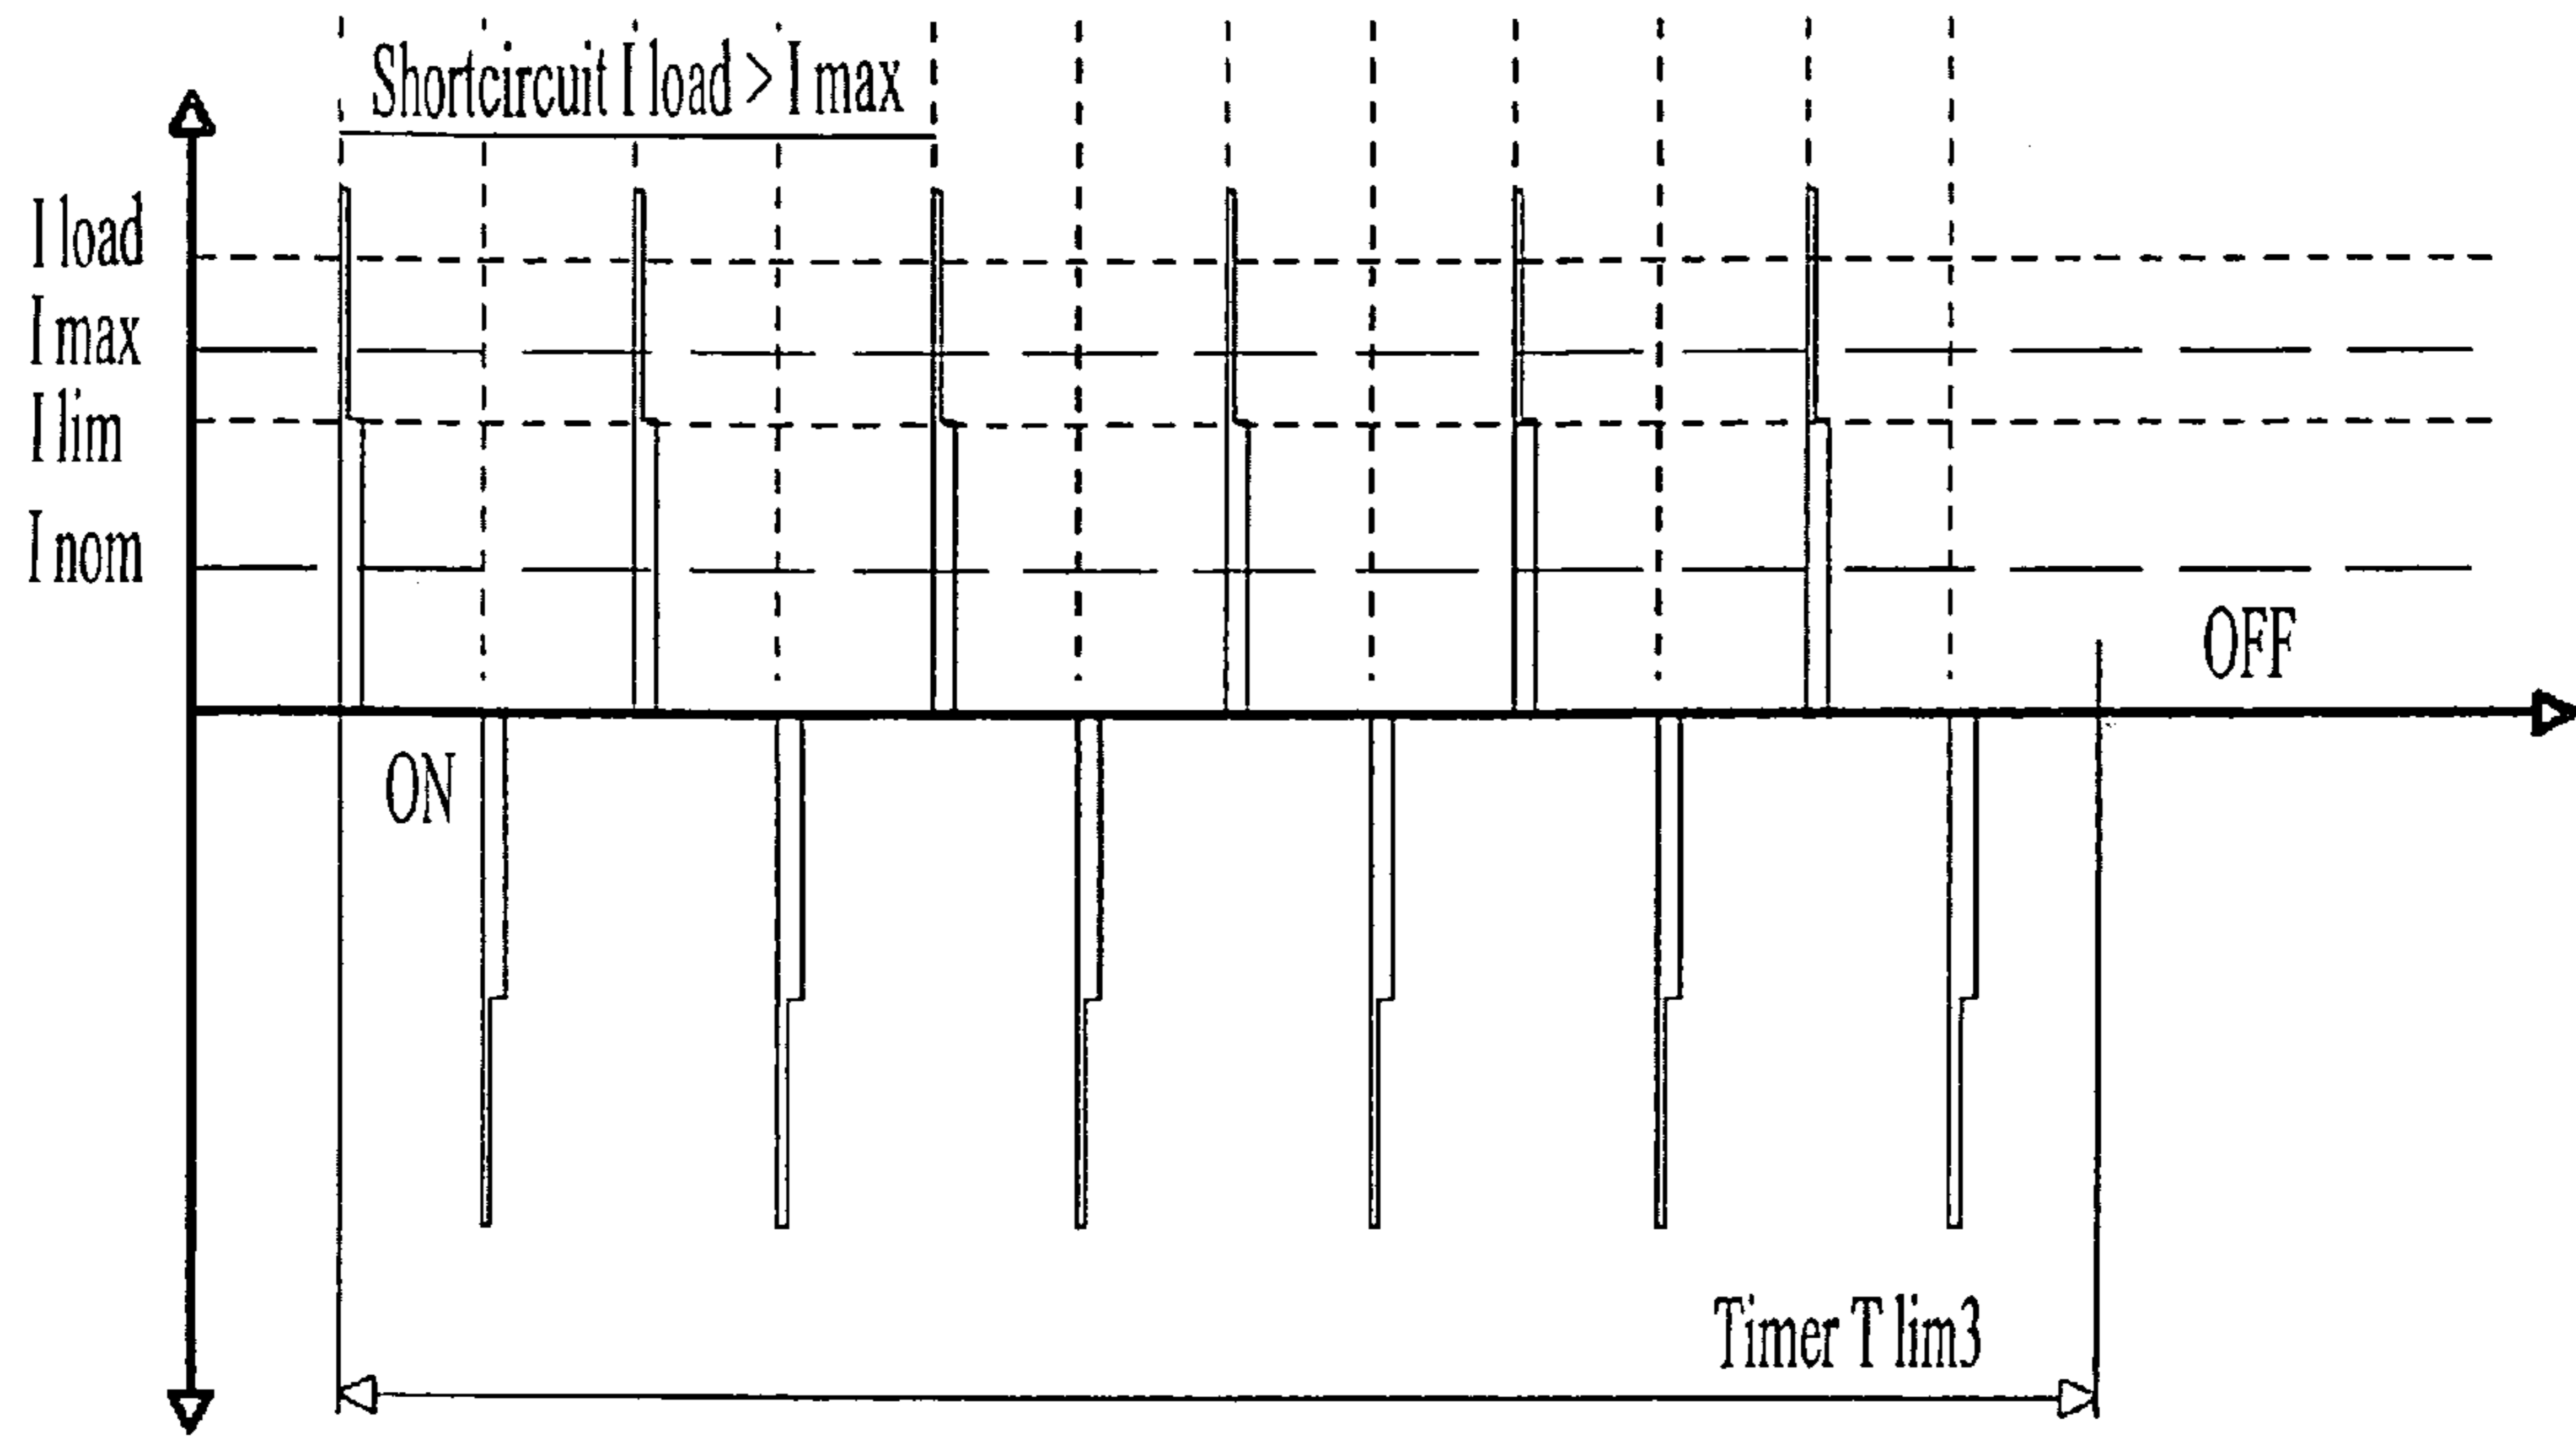 Shortcircuit I load > I max
I load
I max
I lim
I nom
OFF
ON
Timer T lim3